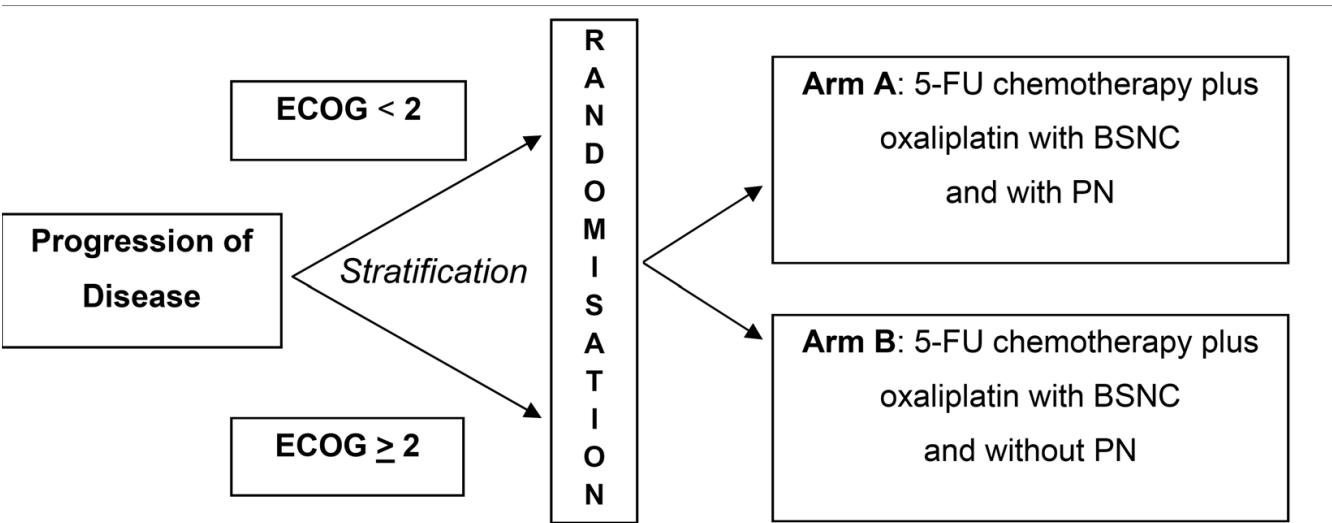 ECOG < 2
Progression of
Disease
Stratification
ECOG ≥ 2
R
A
N
D
O
M
I
S
A
T
I
O
N
Arm A: 5-FU chemotherapy plus
oxaliplatin with BSNC
and with PN
Arm B: 5-FU chemotherapy plus
oxaliplatin with BSNC
and without PN